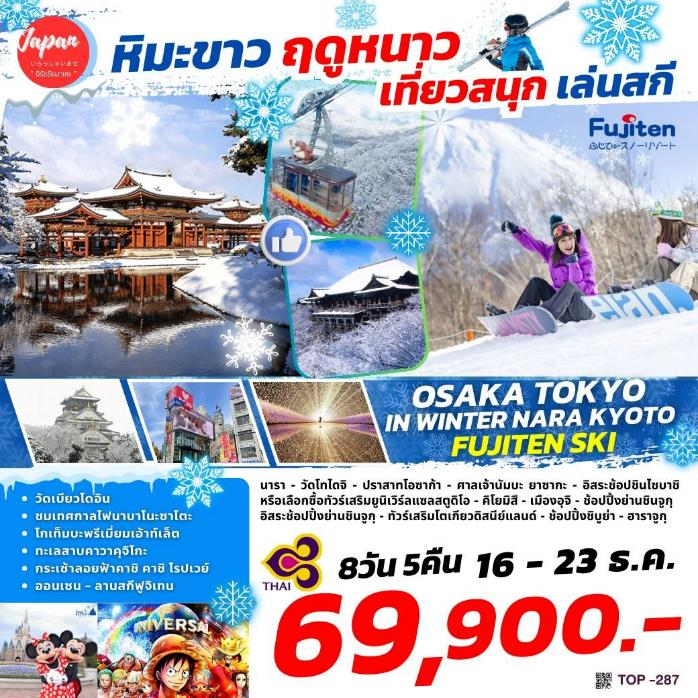 Japan
いらっしゃいませ
" อิรัชชัยมาเสะ "
หิมะขาว ฤดูหนาว
เที่ยวสนุก เล่นสกี
Fujiten
ふじてんスノーリゾート
elan
OSAKA TOKYO
IN WINTER NARA KYOTO
FUJITEN SKI
• วัดเบียวโดอิน
• ชมเทศกาลไฟนาบาโนะซาโตะ
• โกเท็มบะพรีเมี่ยมเอ้าท์เล็ต
• ทะเลสาบคาวากุจิโกะ
• กระเช้าลอยฟ้าคาชิ คาชิ โรปเวย์
• ออนเซน - ลานสกีฟูจิเทน
นารา - วัดโทไดจิ - ปราสาทโอซาก้า - ศาลเจ้านัมบะ ยาซากะ - อิสระช้อปชินไซบาชิ
หรือเลือกซื้อทัวร์เสริมยูนิเวิร์ลแซลสตูดิโอ - คิโยมิสึ - เมืองอุจิ - ช้อปปิ้งย่านชินจูกุ
อิสระช้อปปิ้งย่านชินจูกุ - ทัวร์เสริมโตเกียวดิสนีย์แลนด์ - ช้อปปิ้งชิบูย่า - ฮาราจูกุ
THAI
8วัน 5คืน 16 - 23 ธ.ค.
69,900.-
UNIVERSAL
TOP -287